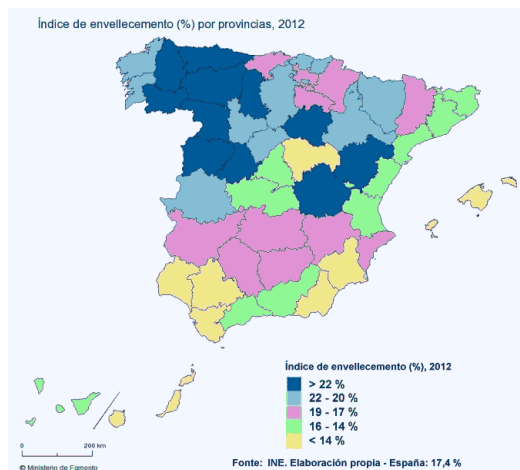 Índice de envellecemento (%) por provincias, 2012
Índice de envellecemento (%), 2012
> 22 %
22 - 20 %
19 - 17 %
16 - 14 %
< 14 %
0 200 km
© Ministerio de Fomento
Fonte: INE. Elaboración propia - España: 17,4 %